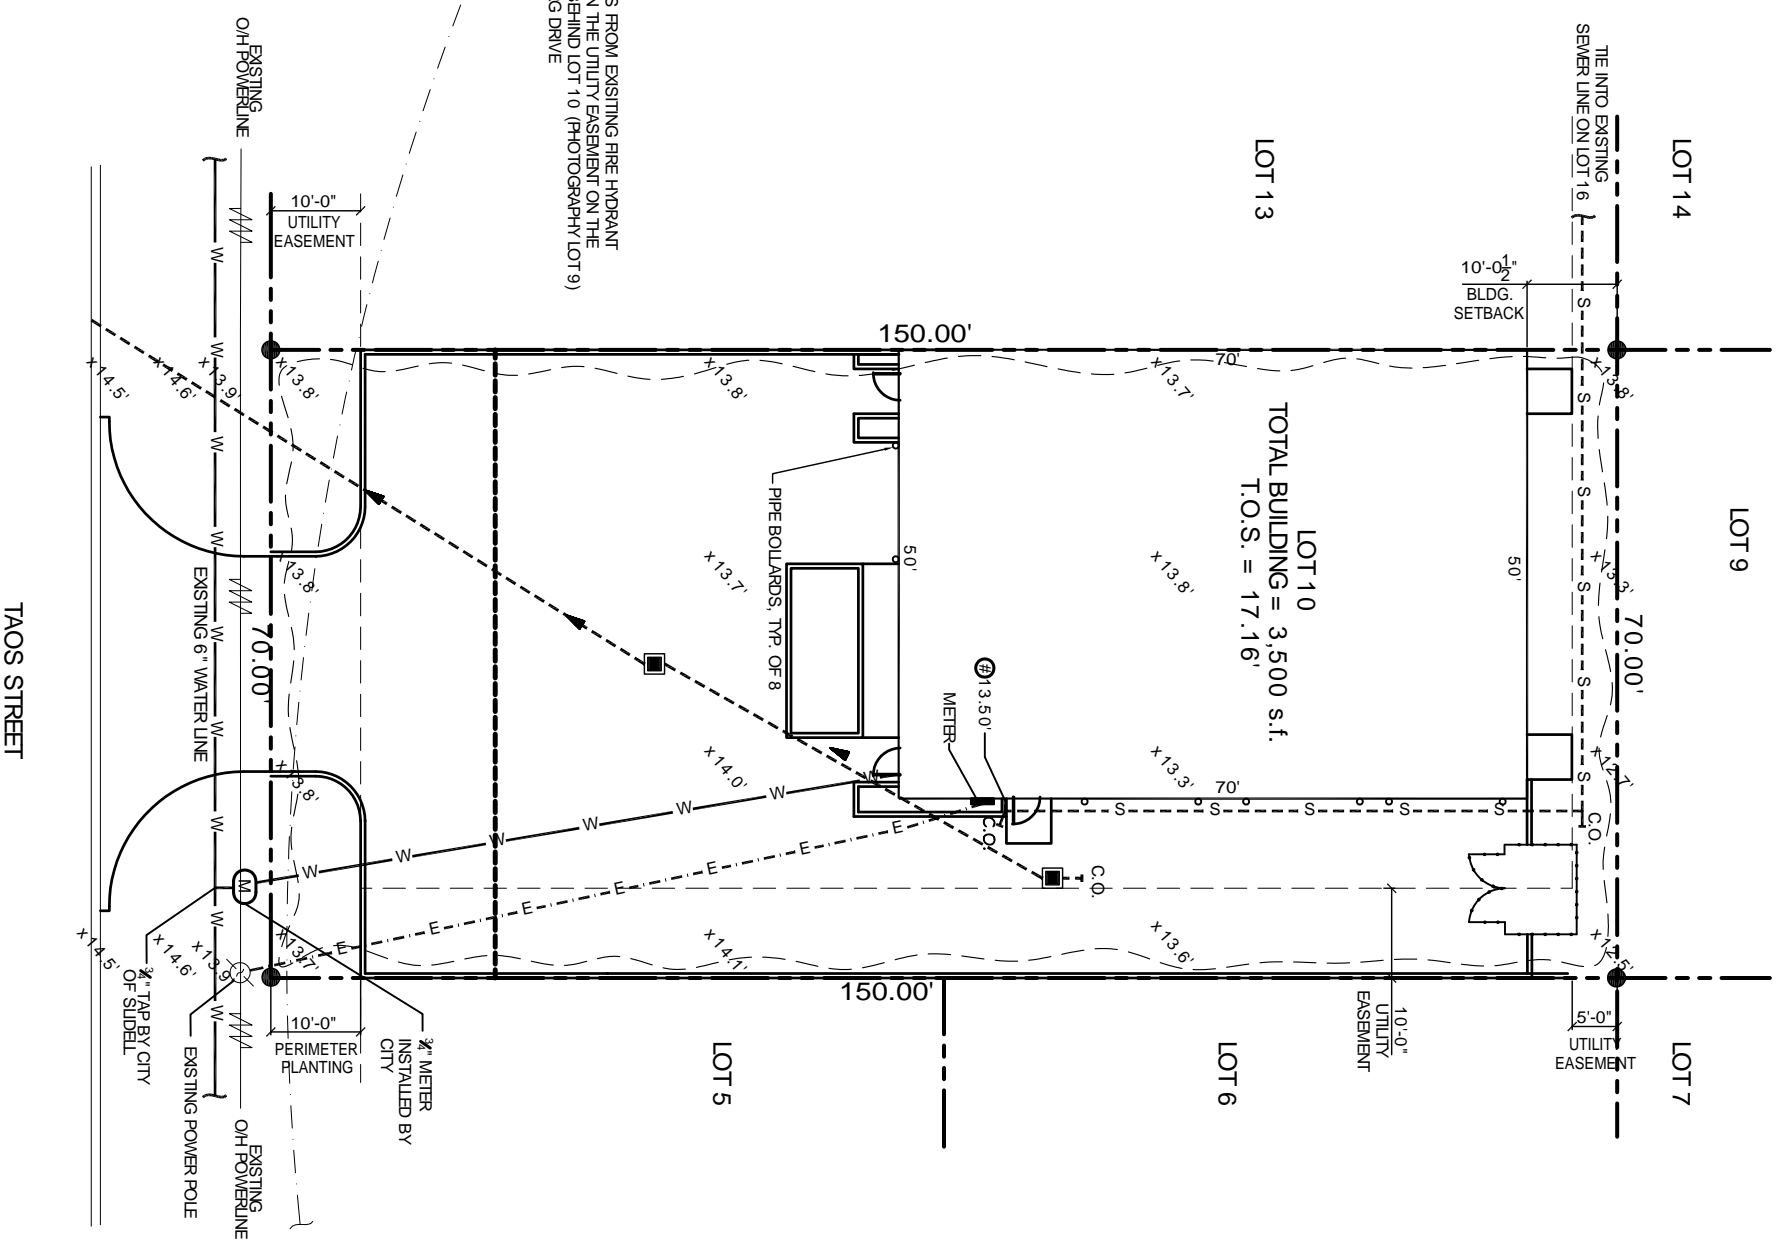 TIE INTO EXISTING
SEWER LINE ON LOT 16
LOT 14
LOT 13
LOT 9
LOT 7
LOT 6
LOT 5
EXISTING
O/H POWERLINE
S FROM EXISITING FIRE HYDRANT
N THE UTILITY EASEMENT ON THE
BEHIND LOT 10 (PHOTOGRAPHY LOT 9)
G DRIVE
10'-0"
UTILITY
EASEMENT
10'-0½"
BLDG.
SETBACK
150.00'
70'
x13.8'
x13.7'
x13.8'
x13.8'
x13.9'
x14.6'
x14.5'
LOT 10
TOTAL BUILDING = 3,500 s.f.
T.O.S. = 17.16'
50'
50'
70.00'
x13.3'
x13.8'
x13.7'
x13.8'
PIPE BOLLARDS, TYP. OF 8
# 13.50'
METER
70'
x12.7'
x13.3'
x14.0'
x13.8'
70.00'
EXISTING 6" WATER LINE
TAOS STREET
S S S S S
S S S S S
C.O.
C.O.
C.O.
W W W W W W
W W W W W W W W
E E E E E E
M
x13.6'
x14.1'
x13.7'
x13.9'
x14.6'
x14.5'
150.00'
10'-0"
UTILITY
EASEMENT
5'-0"
UTILITY
EASEMENT
10'-0"
PERIMETER
PLANTING
¾" METER
INSTALLED BY
CITY
¾" TAP BY CITY
OF SLIDELL
EXISTING POWER POLE
EXISTING
O/H POWERLINE